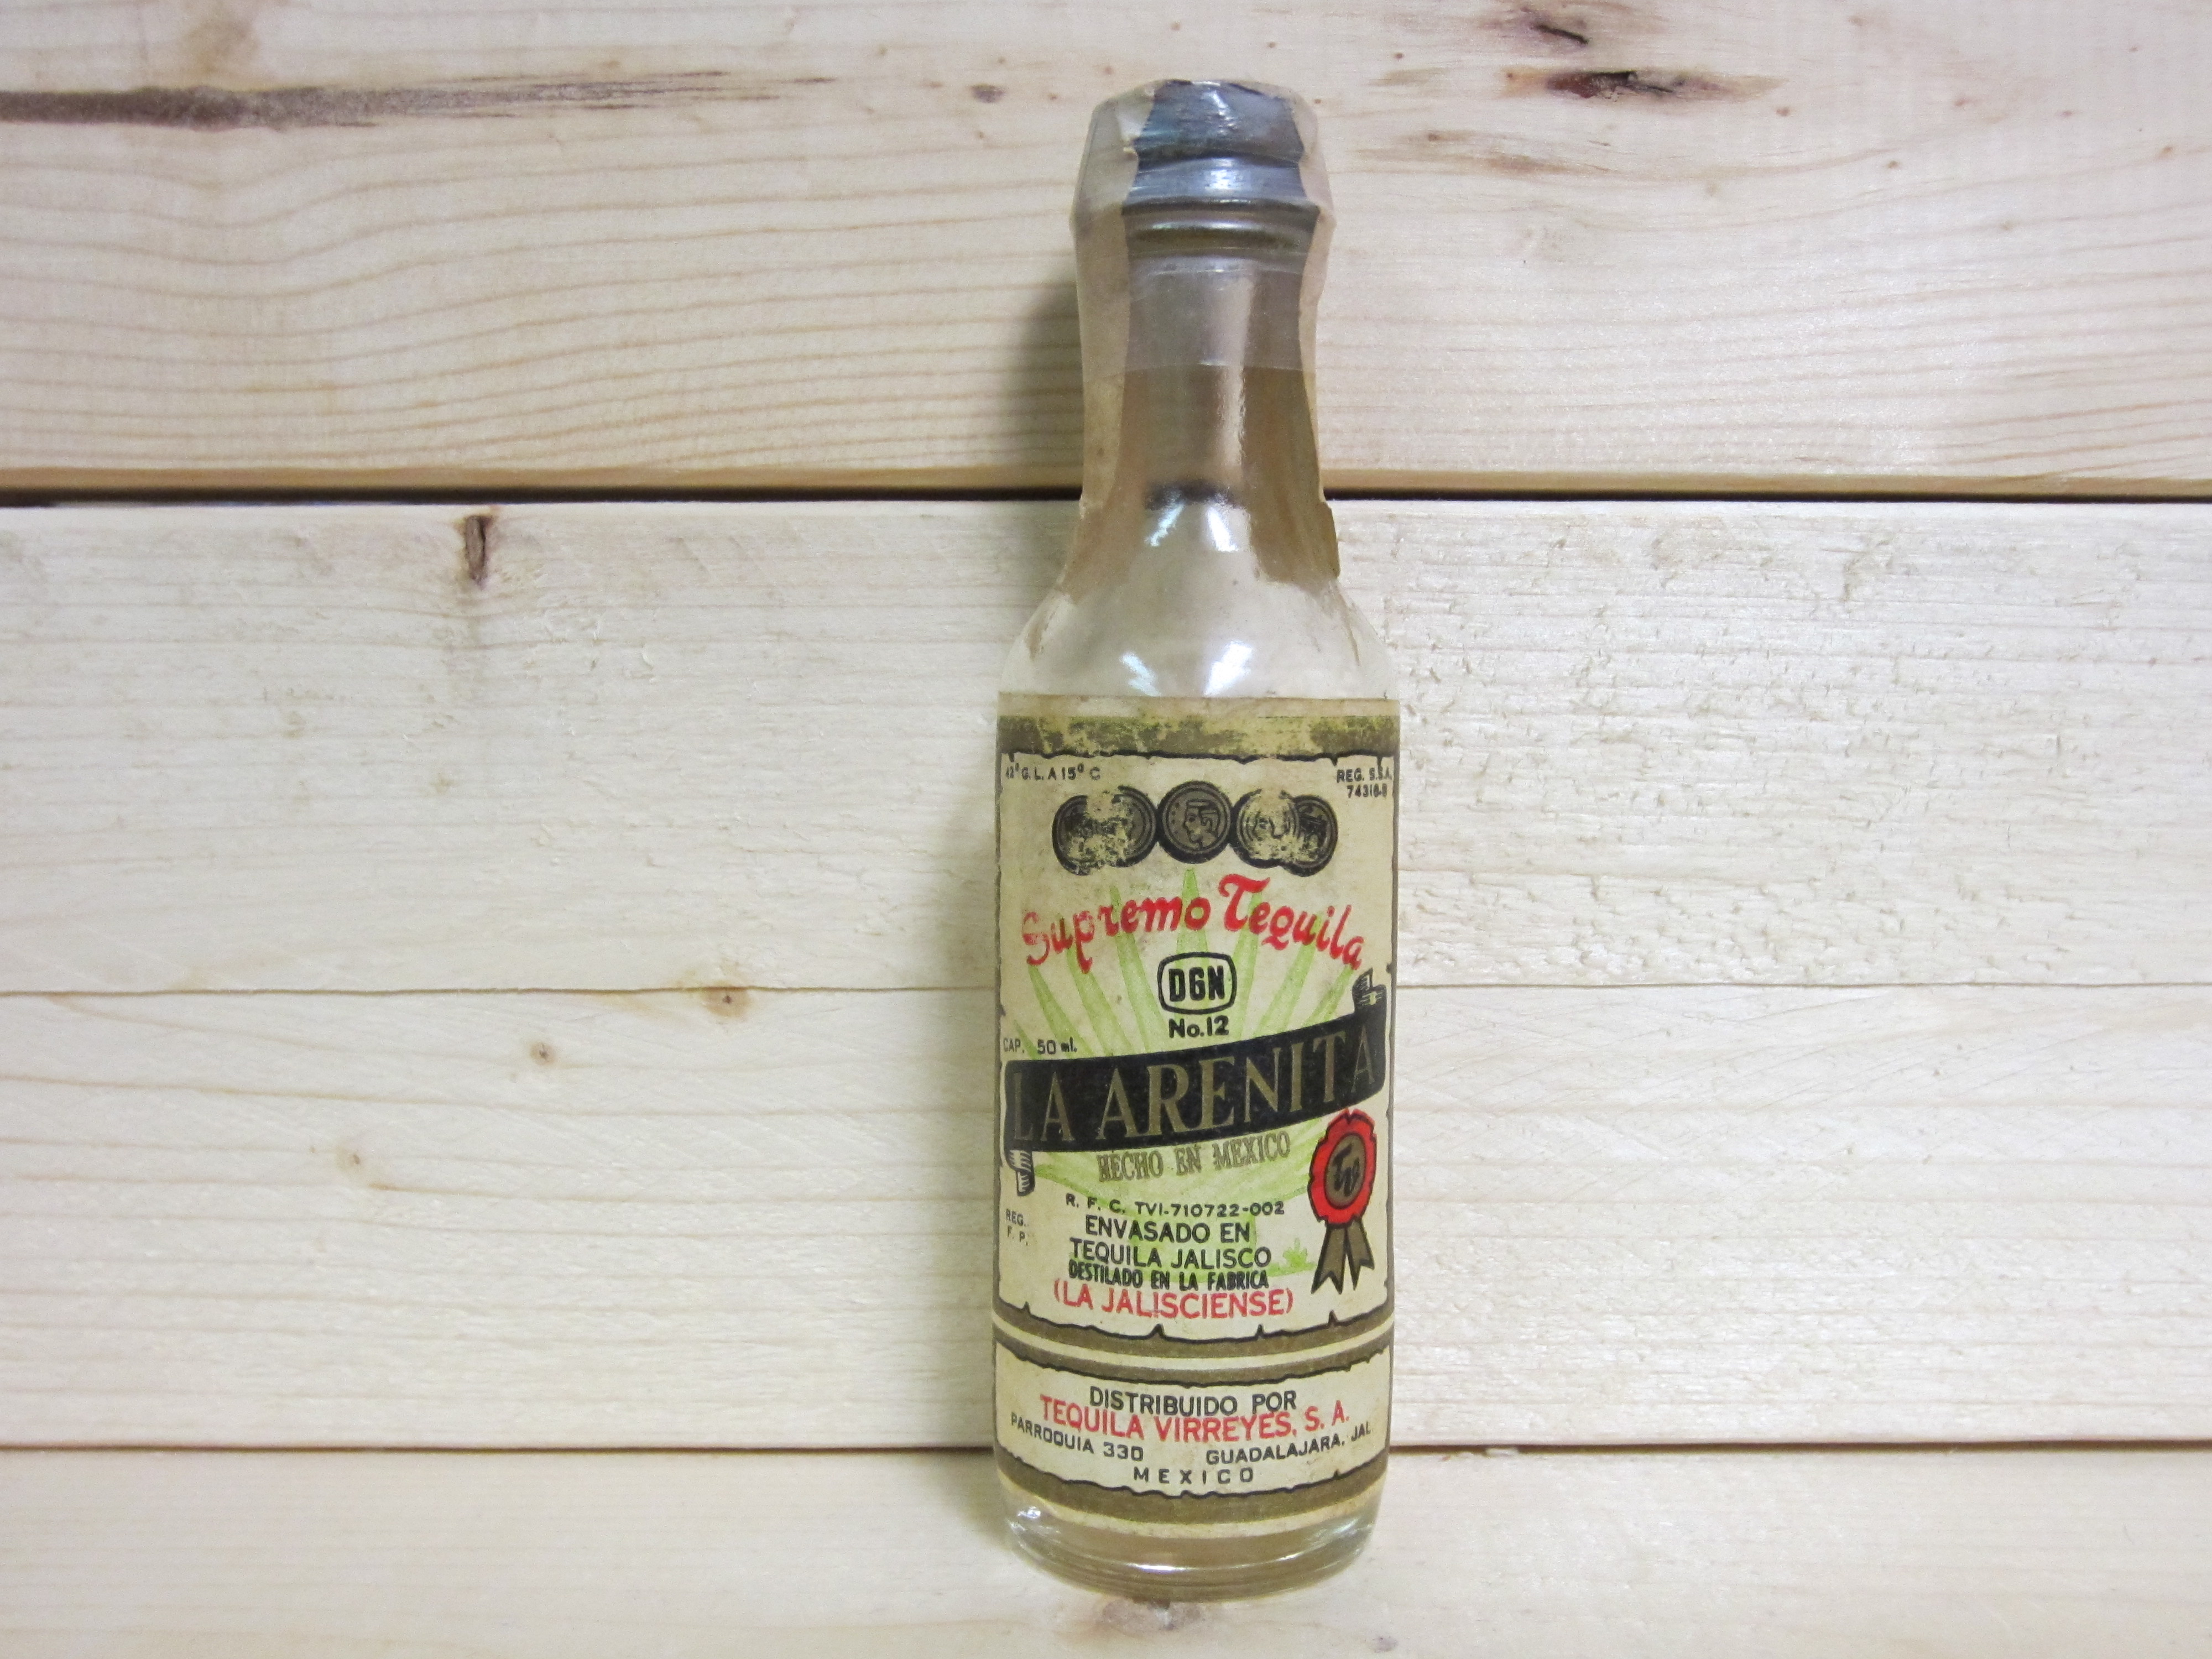 42° G.L. A 15° C
REG. S.S.A.
74318-B
Supremo Tequila
DGN
No.12
CAP. 50 ml.
LA ARENITA
HECHO EN MEXICO
R. F. C. TVI-710722-002
REG.
F. P.
ENVASADO EN
TEQUILA JALISCO
DESTILADO EN LA FABRICA
(LA JALISCIENSE)
DISTRIBUIDO POR
TEQUILA VIRREYES, S. A.
PARROQUIA 330 GUADALAJARA, JAL
MEXICO